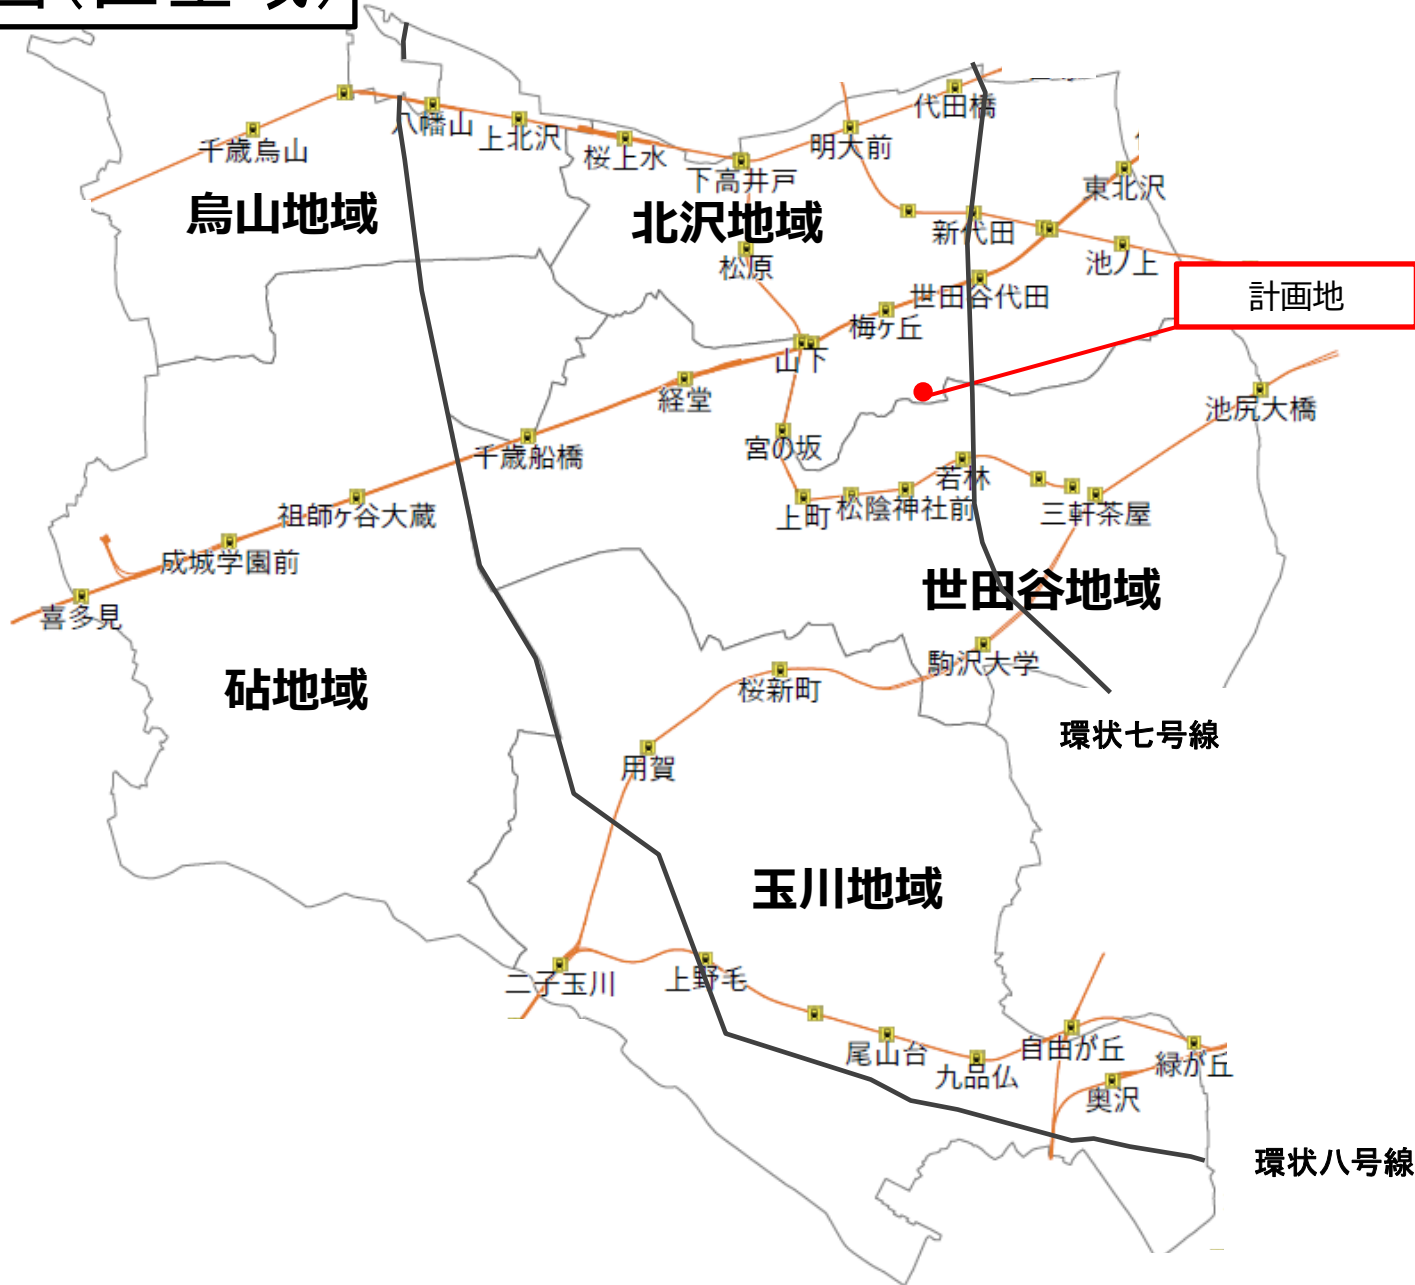 代田橋
八幡山
上北沢
明大前
千歳烏山
桜上水
下高井戸
東北沢
烏山地域
北沢地域
新代田
池ノ上
松原
世田谷代田
計画地
梅ヶ丘
山下
経堂
池尻大橋
宮の坂
千歳船橋
若林
祖師ヶ谷大蔵
上町
松陰神社前
三軒茶屋
成城学園前
世田谷地域
喜多見
駒沢大学
砧地域
桜新町
環状七号線
用賀
玉川地域
二子玉川
上野毛
尾山台
自由が丘
緑が丘
九品仏
奥沢
環状八号線